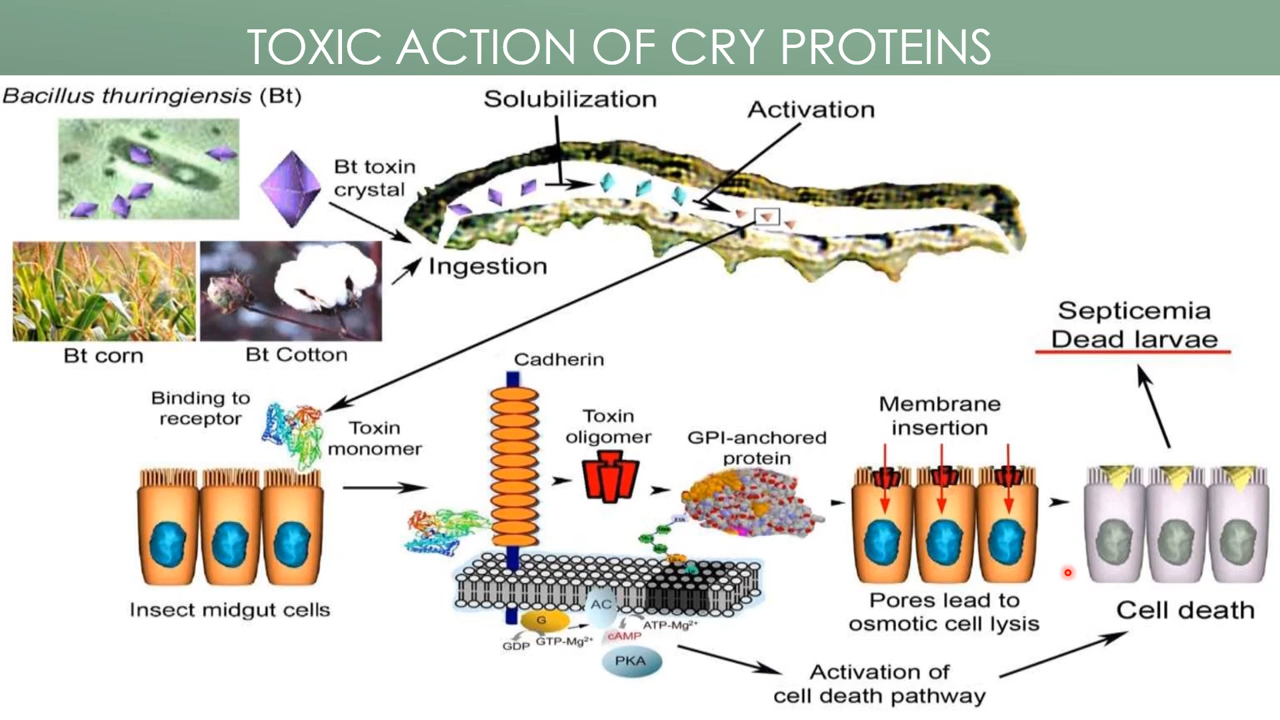 TOXIC ACTION OF CRY PROTEINS
Bacillus thuringiensis (Bt)
Solubilization
Activation
Bt toxin
crystal
Ingestion
Bt corn
Bt Cotton
Septicemia
Dead larvae
Binding to
receptor
Toxin
monomer
Cadherin
Toxin
oligomer
GPI-anchored
protein
Membrane
insertion
Insect midgut cells
G
AC
GDP
GTP-Mg²⁺
cAMP
ATP-Mg²⁺
PKA
Pores lead to
osmotic cell lysis
Cell death
Activation of
cell death pathway